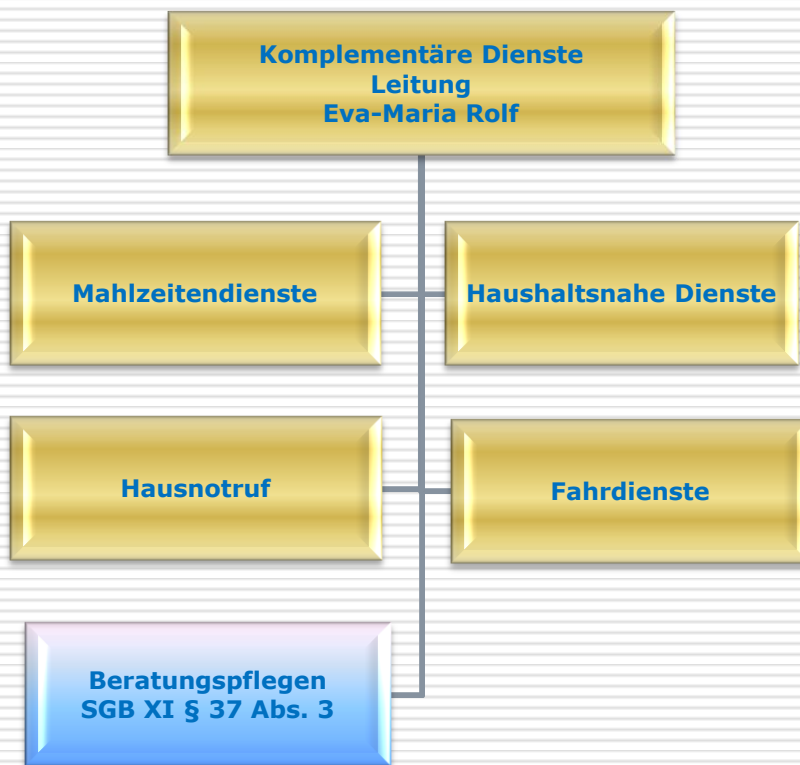 Komplementäre Dienste
Leitung
Eva-Maria Rolf
Mahlzeitendienste
Haushaltsnahe Dienste
Hausnotruf
Fahrdienste
Beratungspflegen
SGB XI § 37 Abs. 3